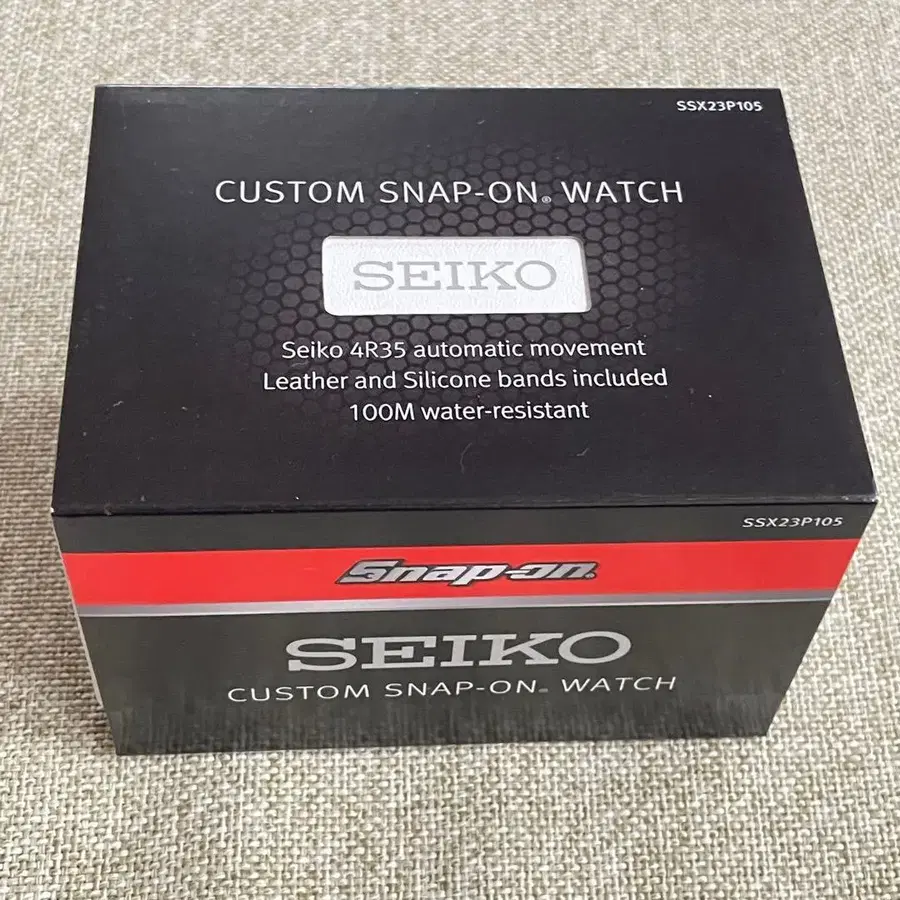 SSX23P105
CUSTOM SNAP-ON® WATCH
SEIKO
Seiko 4R35 automatic movement
Leather and Silicone bands included
100M water-resistant
SSX23P105
Snap-on®
SEIKO
CUSTOM SNAP-ON® WATCH